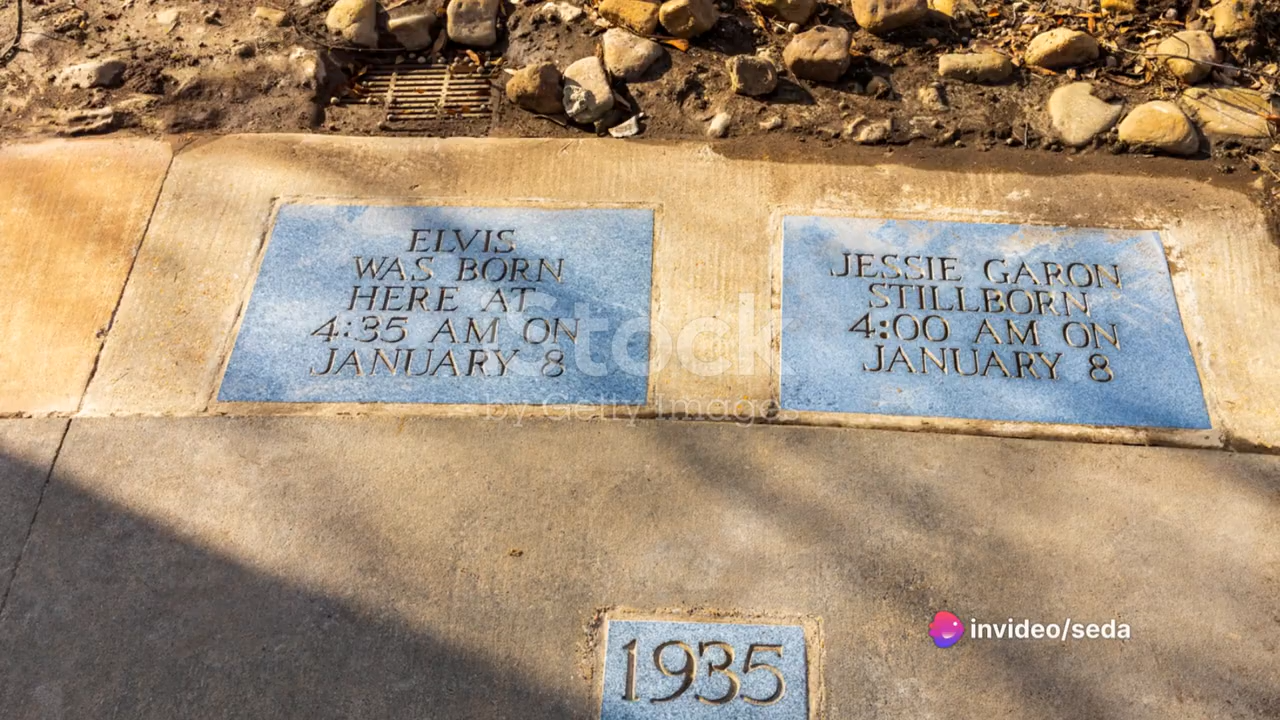 ELVIS
WAS BORN
HERE AT
4:35 AM ON
JANUARY 8
JESSIE GARON
STILLBORN
4:00 AM ON
JANUARY 8
iStock
by Getty Images
invideo/seda
1935